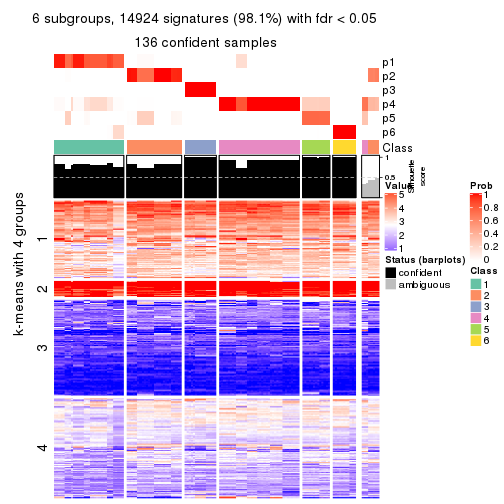 6 subgroups, 14924 signatures (98.1%) with fdr < 0.05
136 confident samples
p1
p2
p3
p4
p5
p6
Class
1
0.5
0
Silhouette
score
k-means with 4 groups
1
2
3
4
Value
5
4
3
2
1
Status (barplots)
confident
ambiguous
Prob
1
0.8
0.6
0.4
0.2
0
Class
1
2
3
4
5
6